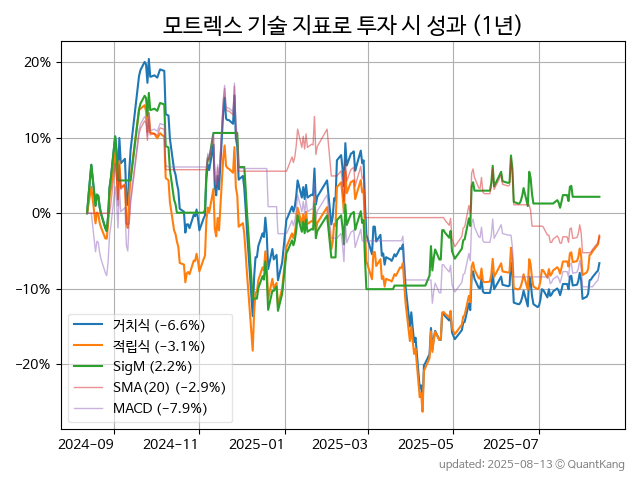 모트렉스 기술 지표로 투자 시 성과 (1년)
20%
10%
0%
−10%
−20%
거치식 (−6.6%)
적립식 (−3.1%)
SigM (2.2%)
SMA(20) (−2.9%)
MACD (−7.9%)
2024−09 2024−11 2025−01 2025−03 2025−05 2025−07
updated: 2025-08-13 ⓒ QuantKang